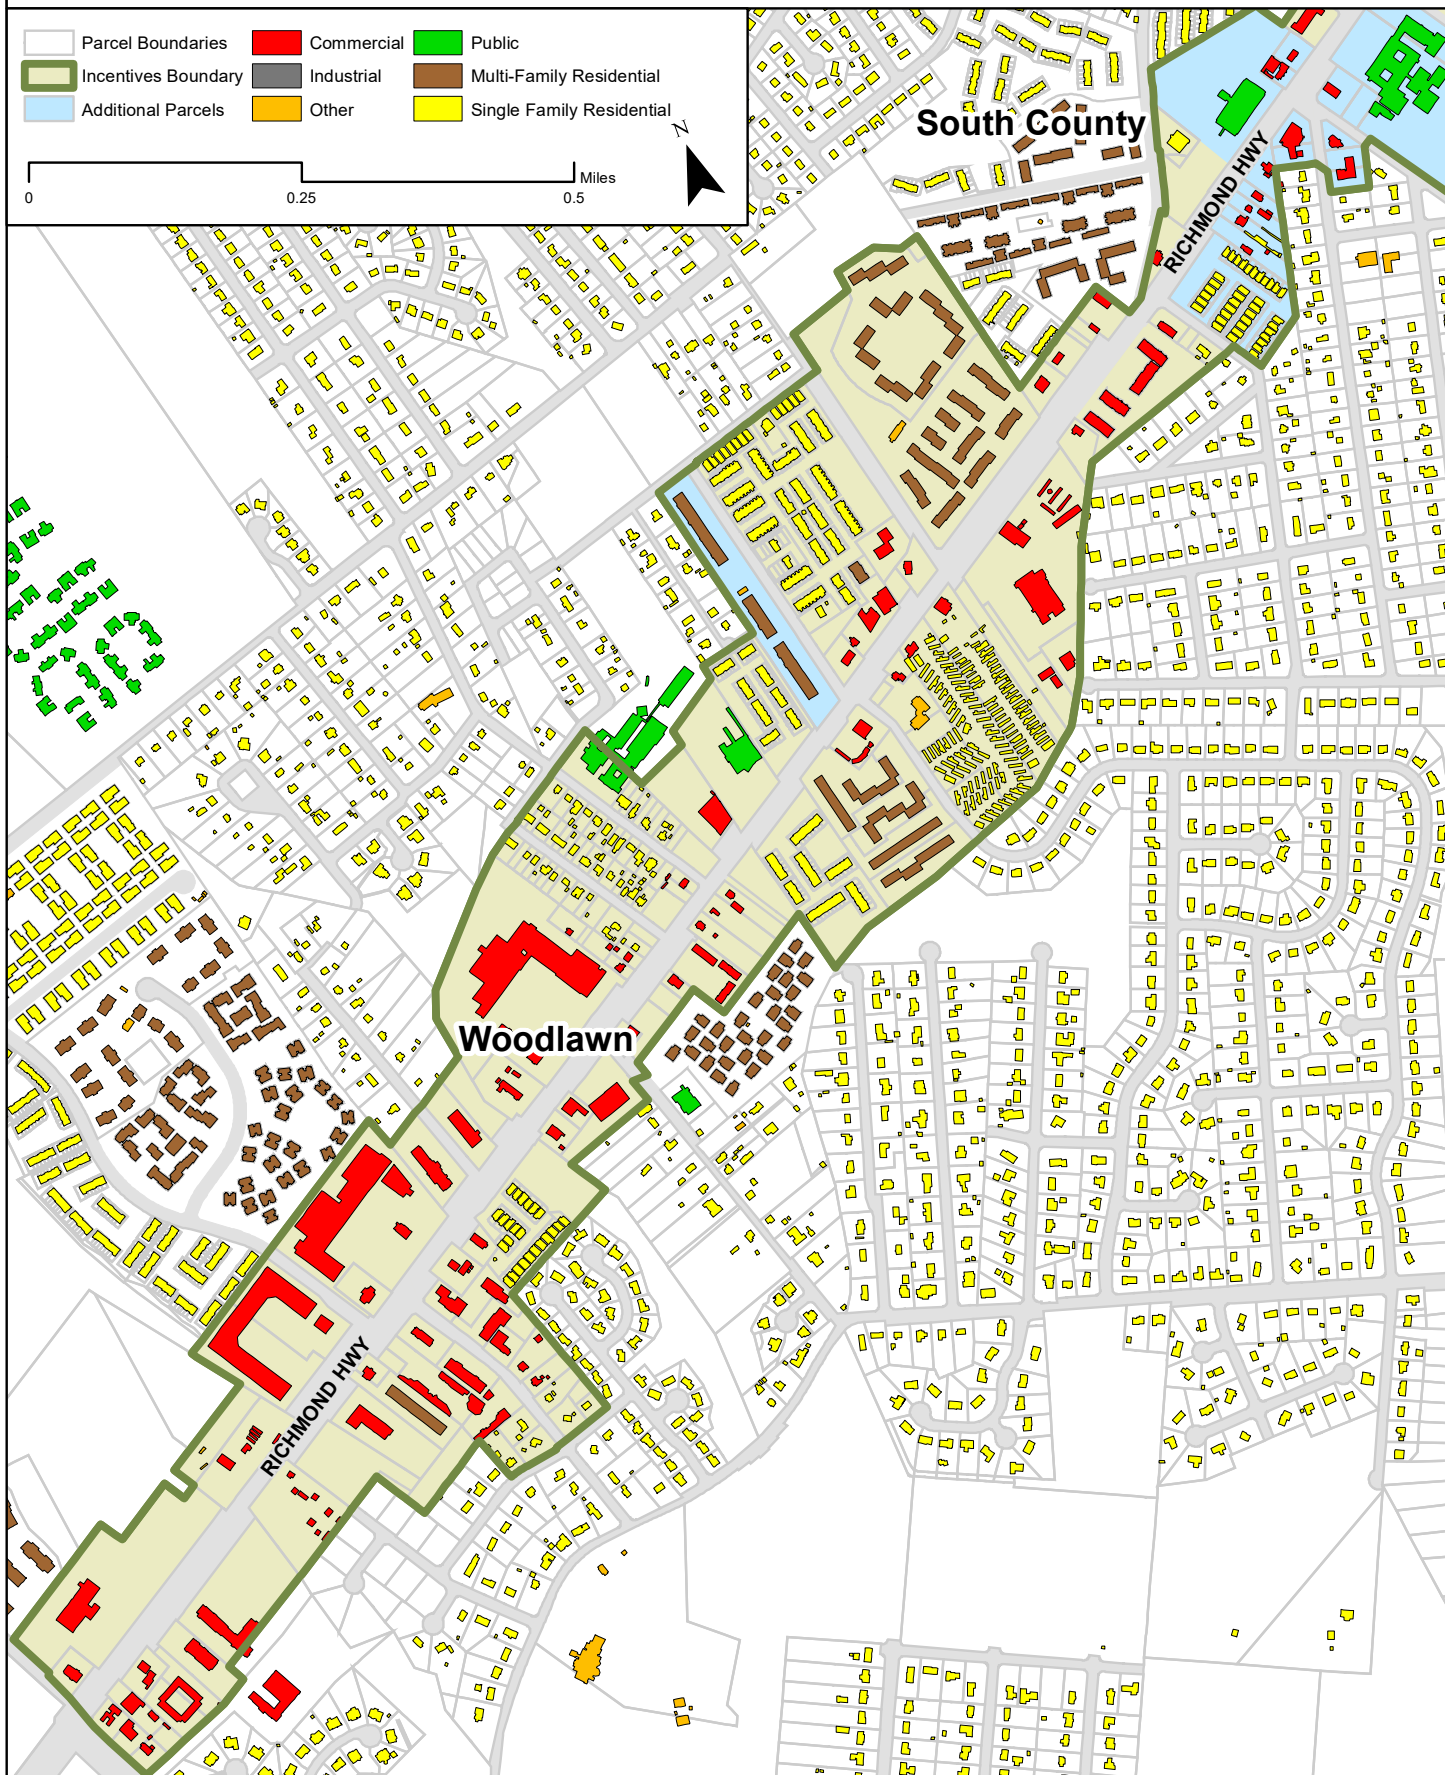 Parcel Boundaries
Commercial
Public
Incentives Boundary
Industrial
Multi-Family Residential
Additional Parcels
Other
Single Family Residential
N
Miles
0
0.25
0.5
South County
RICHMOND HWY
Woodlawn
RICHMOND HWY